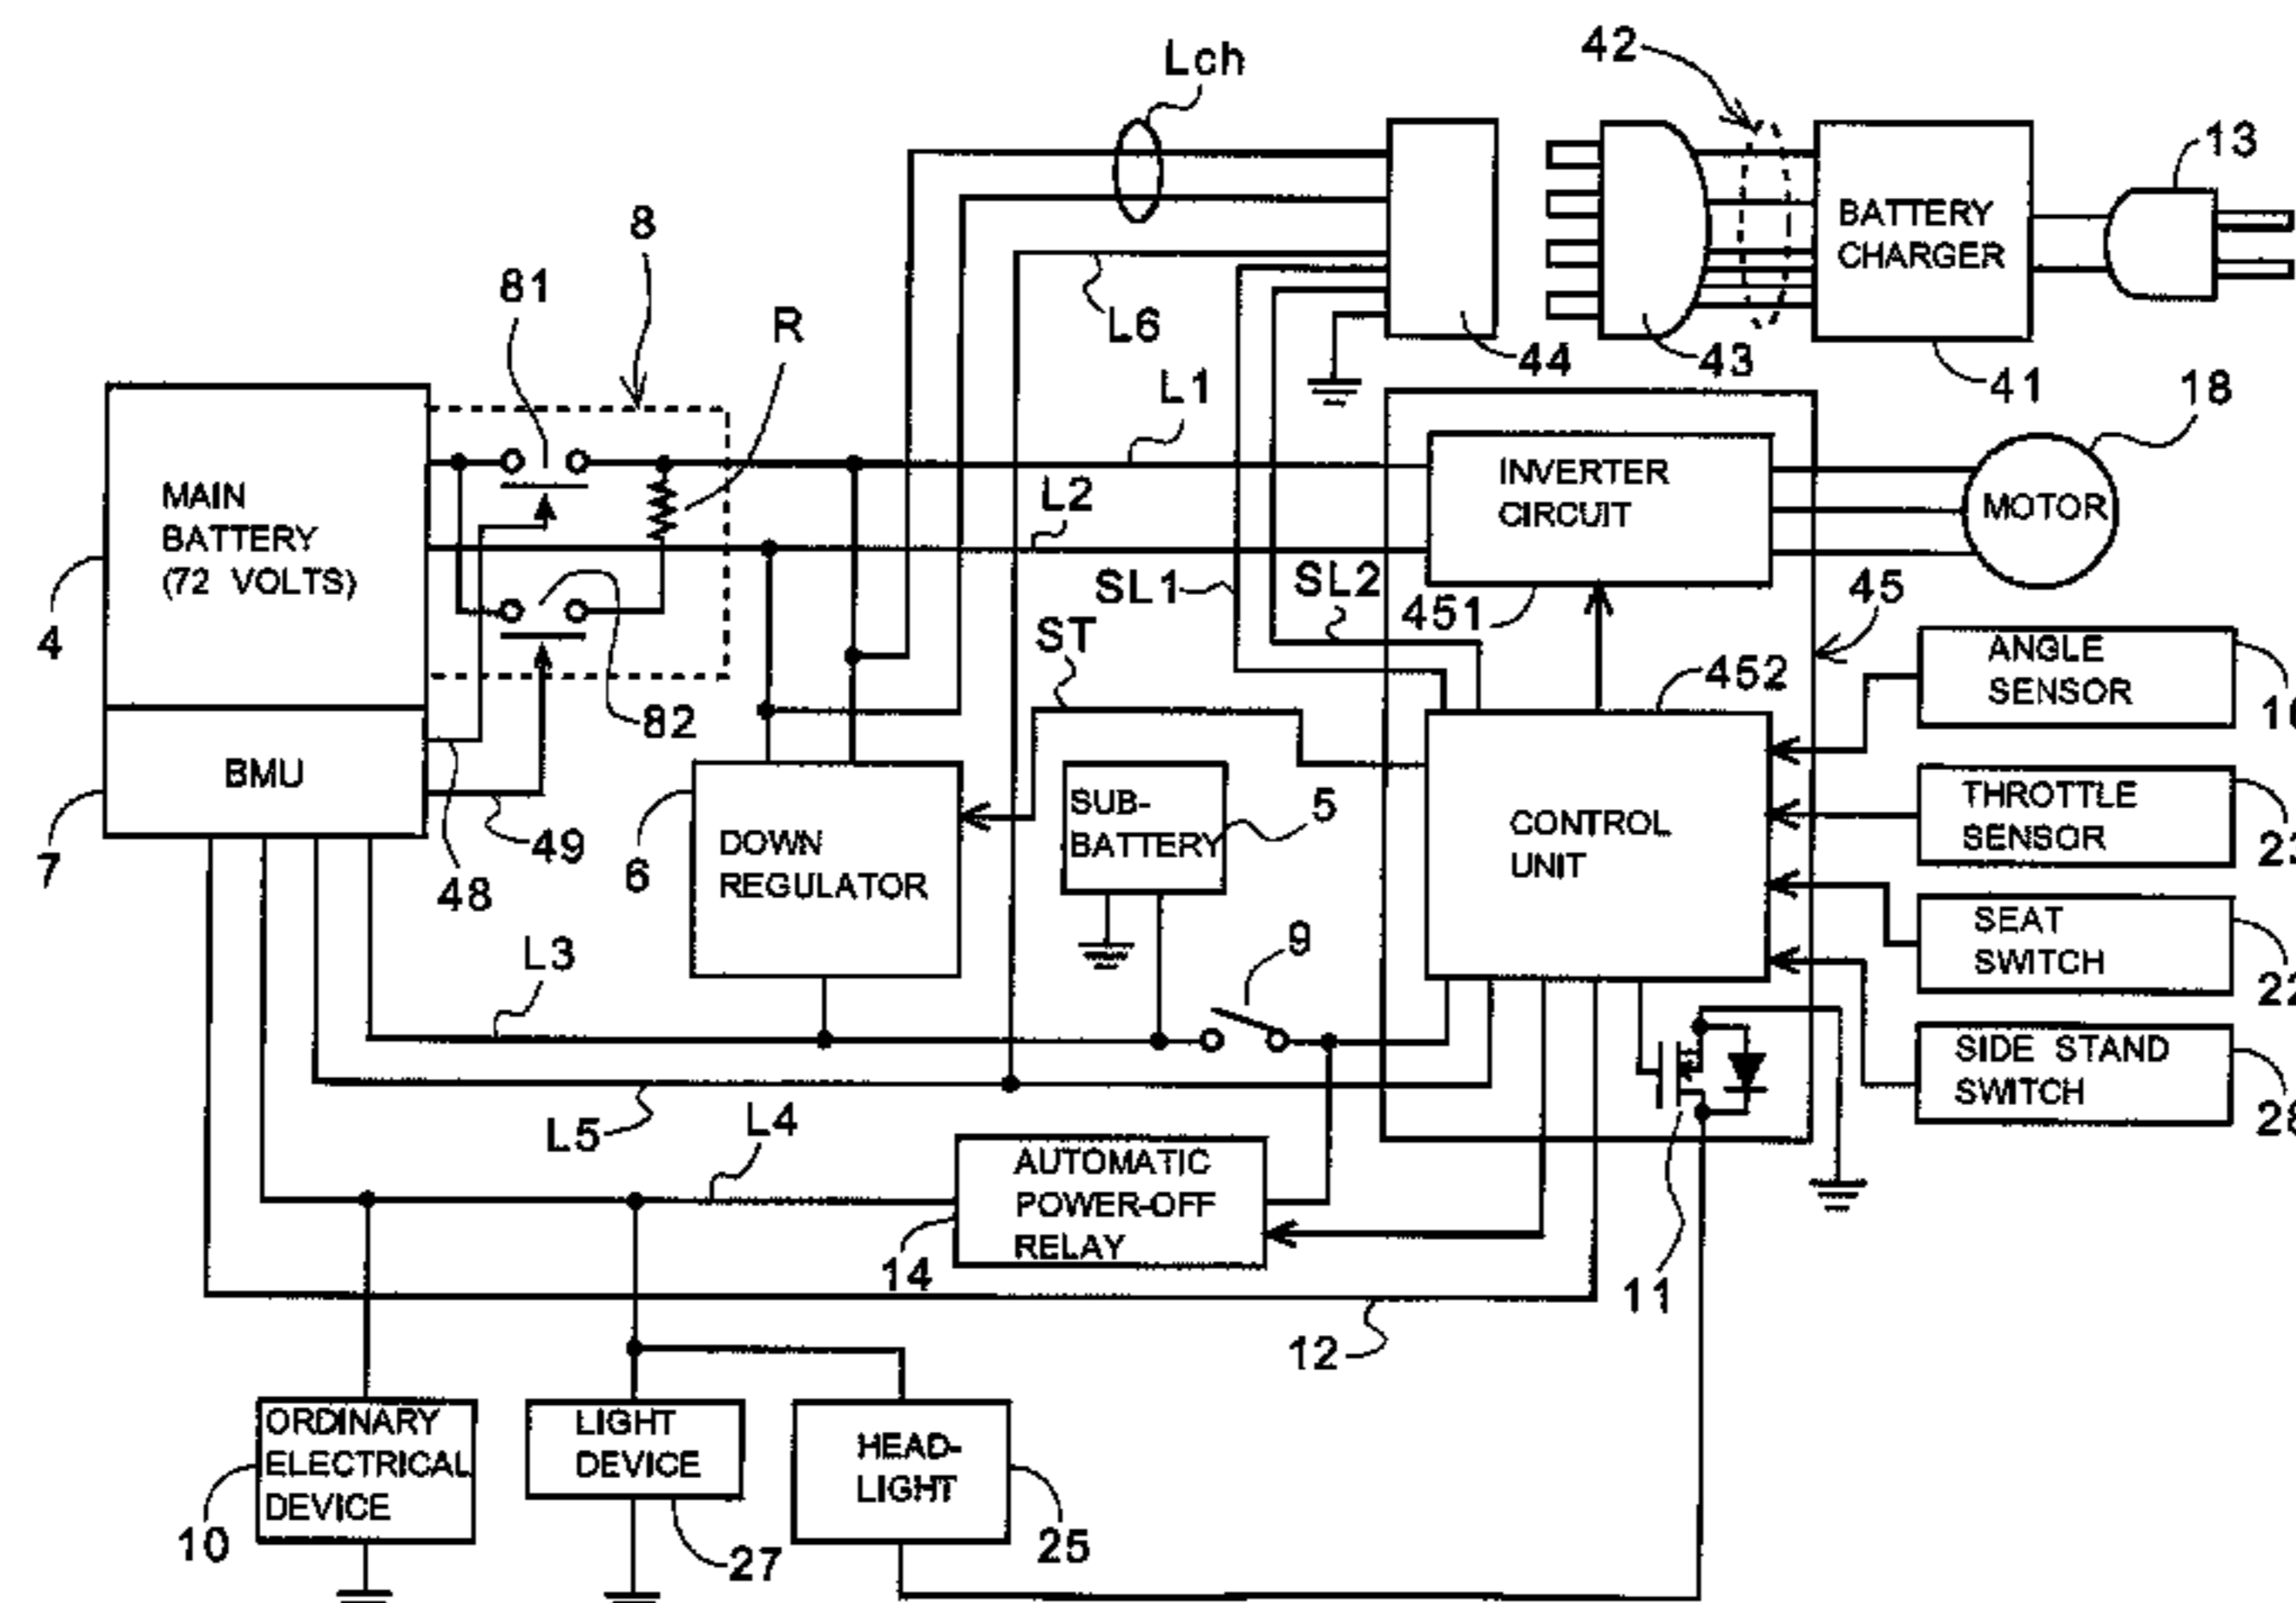 Lch
42
13
BATTERY
CHARGER
8
81
R
L6
44
43
41
L1
18
MAIN
BATTERY
(72 VOLTS)
INVERTER
CIRCUIT
MOTOR
L2
4
SL1
SL2
451
45
ST
ANGLE
SENSOR
452
82
BMU
THROTTLE
SENSOR
SUB-
BATTERY
5
CONTROL
UNIT
6
DOWN
REGULATOR
7
49
48
SEAT
SWITCH
22
L3
9
SIDE STAND
SWITCH
28
L5
L4
AUTOMATIC
POWER-OFF
RELAY
14
11
12
ORDINARY
ELECTRICAL
DEVICE
LIGHT
DEVICE
HEAD-
LIGHT
10
27
25